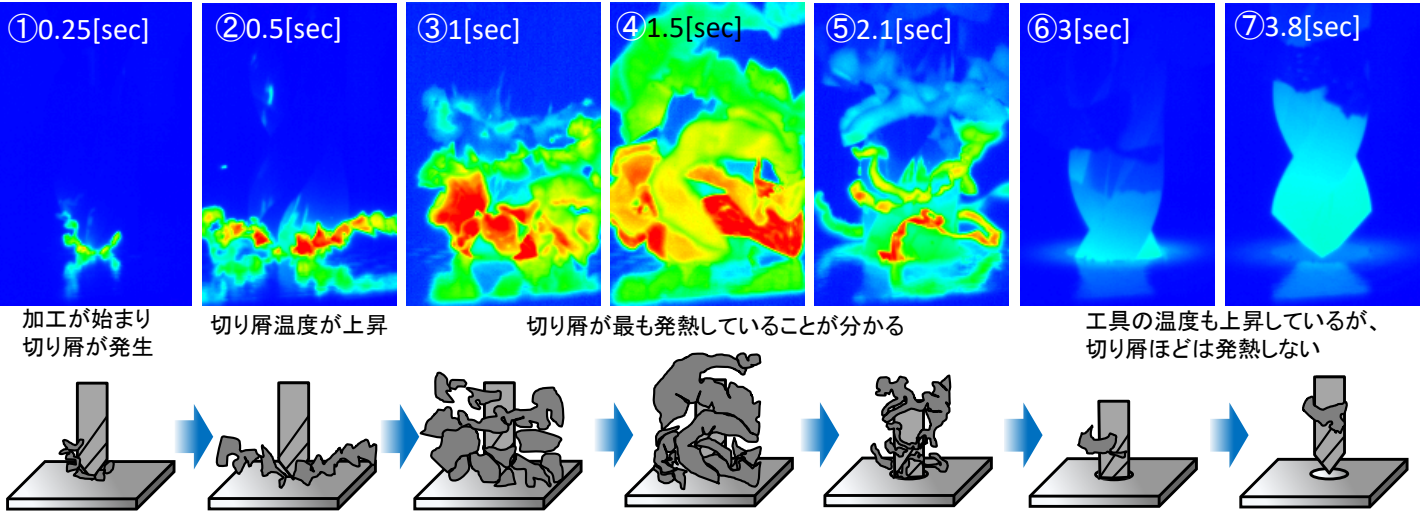 ①0.25[sec]
②0.5[sec]
③1[sec]
④1.5[sec]
⑤2.1[sec]
⑥3[sec]
⑦3.8[sec]
加工が始まり
切り屑が発生
切り屑温度が上昇
切り屑が最も発熱していることが分かる
工具の温度も上昇しているが、
切り屑ほどは発熱しない